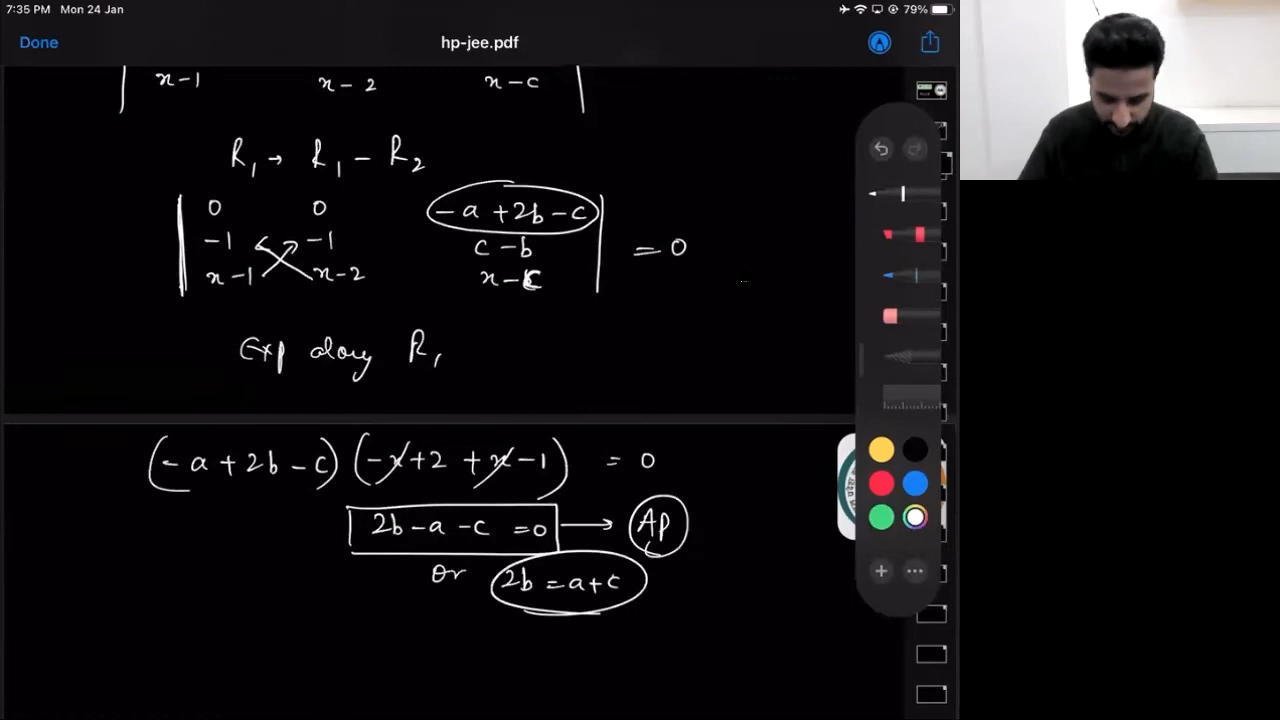 7:35 PM Mon 24 Jan 79%
Done hp-jee.pdf
x-1 x-2 x-c
R1 → R1 - R2
0 0 -a+2b-c
-1 -1 c-b = 0
x-1 x-2 x-c
Exp along R1
(-a+2b-c) (-x+2+x-1) = 0
2b-a-c =0 → AP
or 2b = a+c